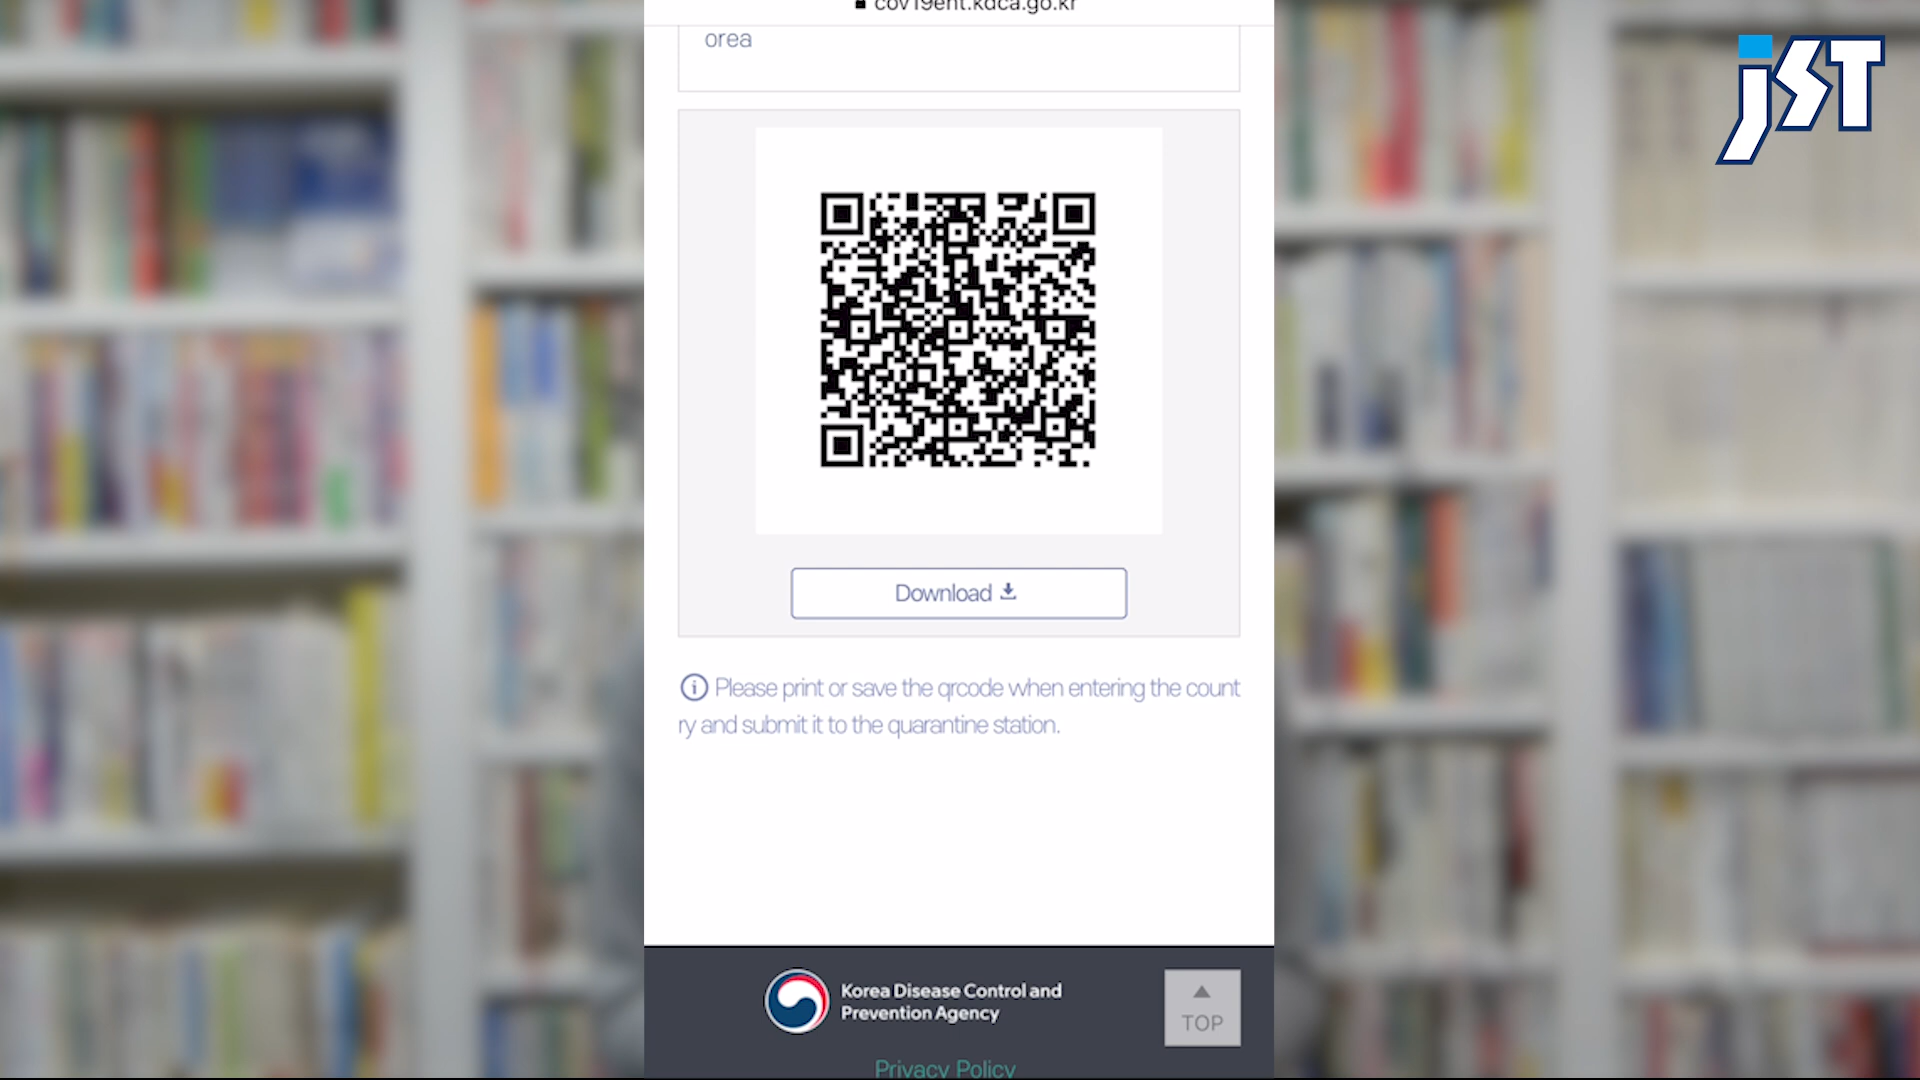 cov19ent.kdca.go.kr
orea
Download
Please print or save the qrcode when entering the count
ry and submit it to the quarantine station.
Korea Disease Control and
Prevention Agency
TOP
Privacy Policy
jST